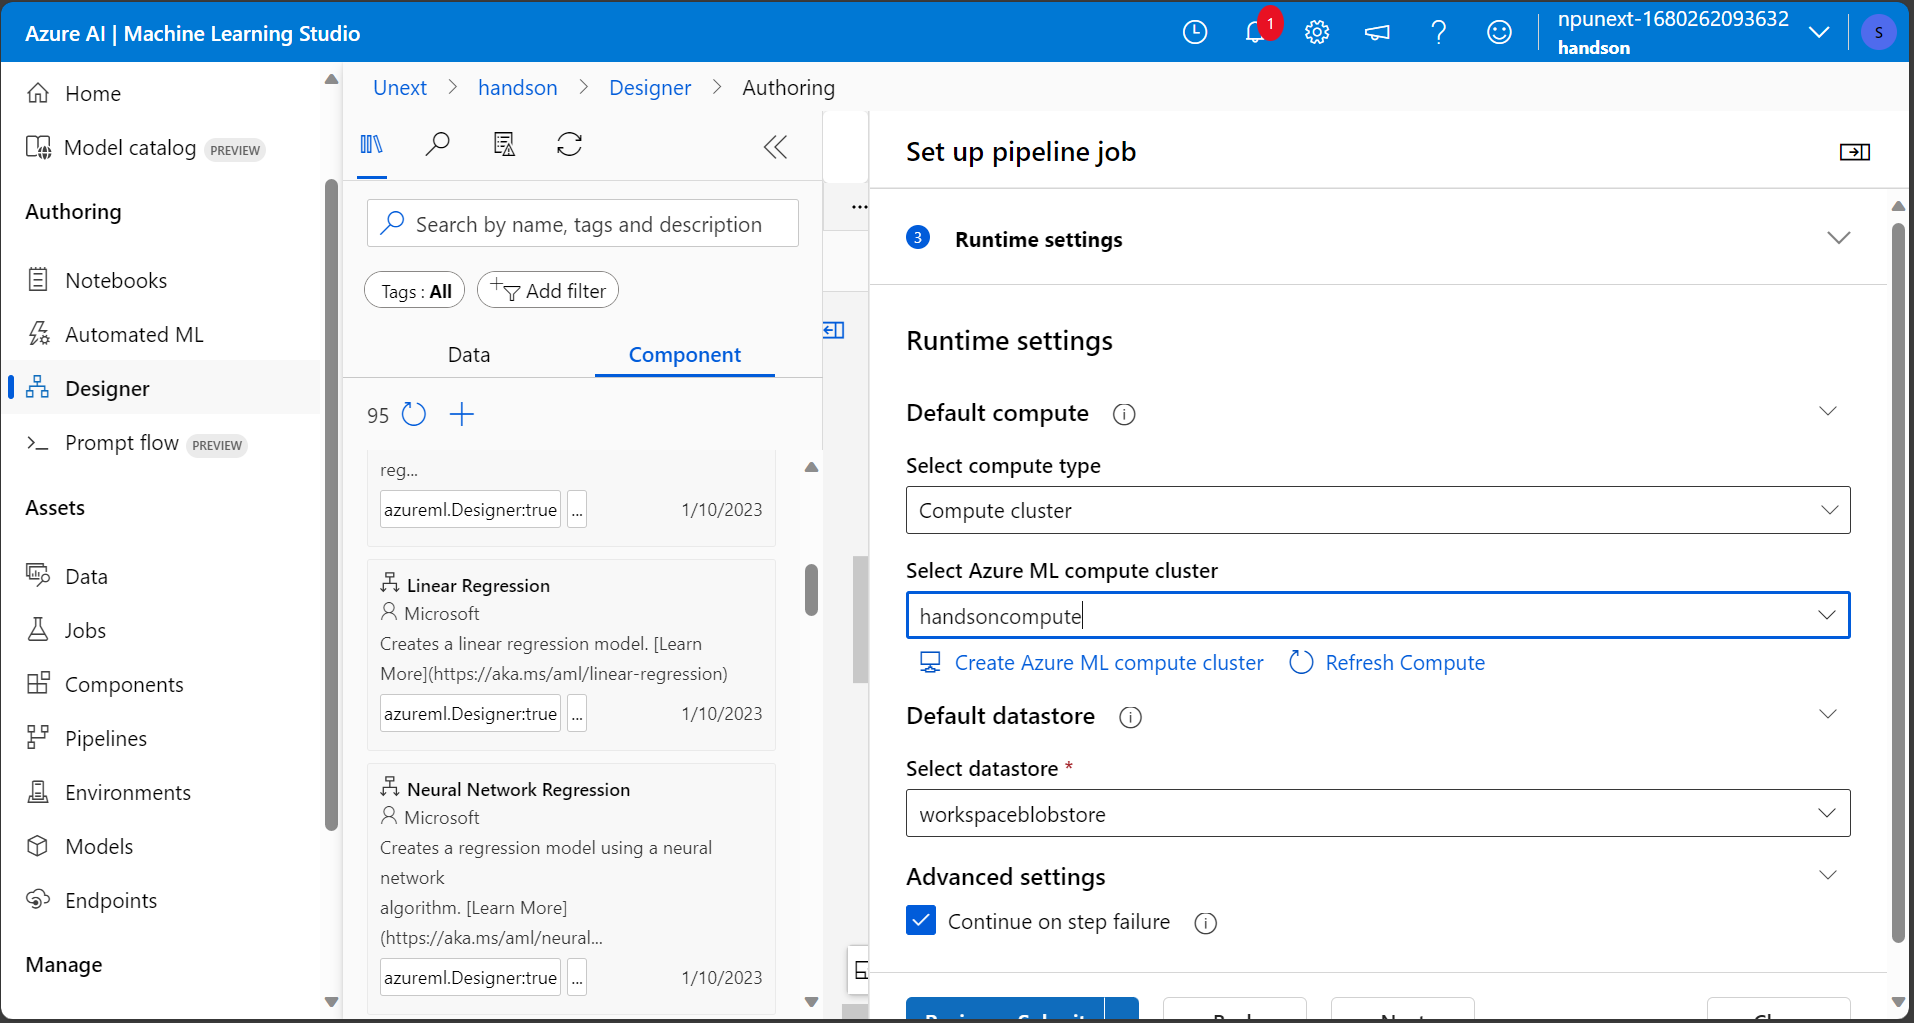 Azure AI | Machine Learning Studio
1
npunext-1680262093632
handson
S
Home
Model catalog PREVIEW
Authoring
Notebooks
Automated ML
Designer
Prompt flow PREVIEW
Assets
Data
Jobs
Components
Pipelines
Environments
Models
Endpoints
Manage
Unext > handson > Designer > Authoring
Search by name, tags and description
Tags : All
Add filter
Data
Component
95
reg...
azureml.Designer:true ... 1/10/2023
Linear Regression
Microsoft
Creates a linear regression model. [Learn
More](https://aka.ms/aml/linear-regression)
azureml.Designer:true ... 1/10/2023
Neural Network Regression
Microsoft
Creates a regression model using a neural
network
algorithm. [Learn More]
(https://aka.ms/aml/neural...
azureml.Designer:true ... 1/10/2023
...
Set up pipeline job
3 Runtime settings
Runtime settings
Default compute
Select compute type
Compute cluster
Select Azure ML compute cluster
handsoncompute
Create Azure ML compute cluster Refresh Compute
Default datastore
Select datastore *
workspaceblobstore
Advanced settings
Continue on step failure